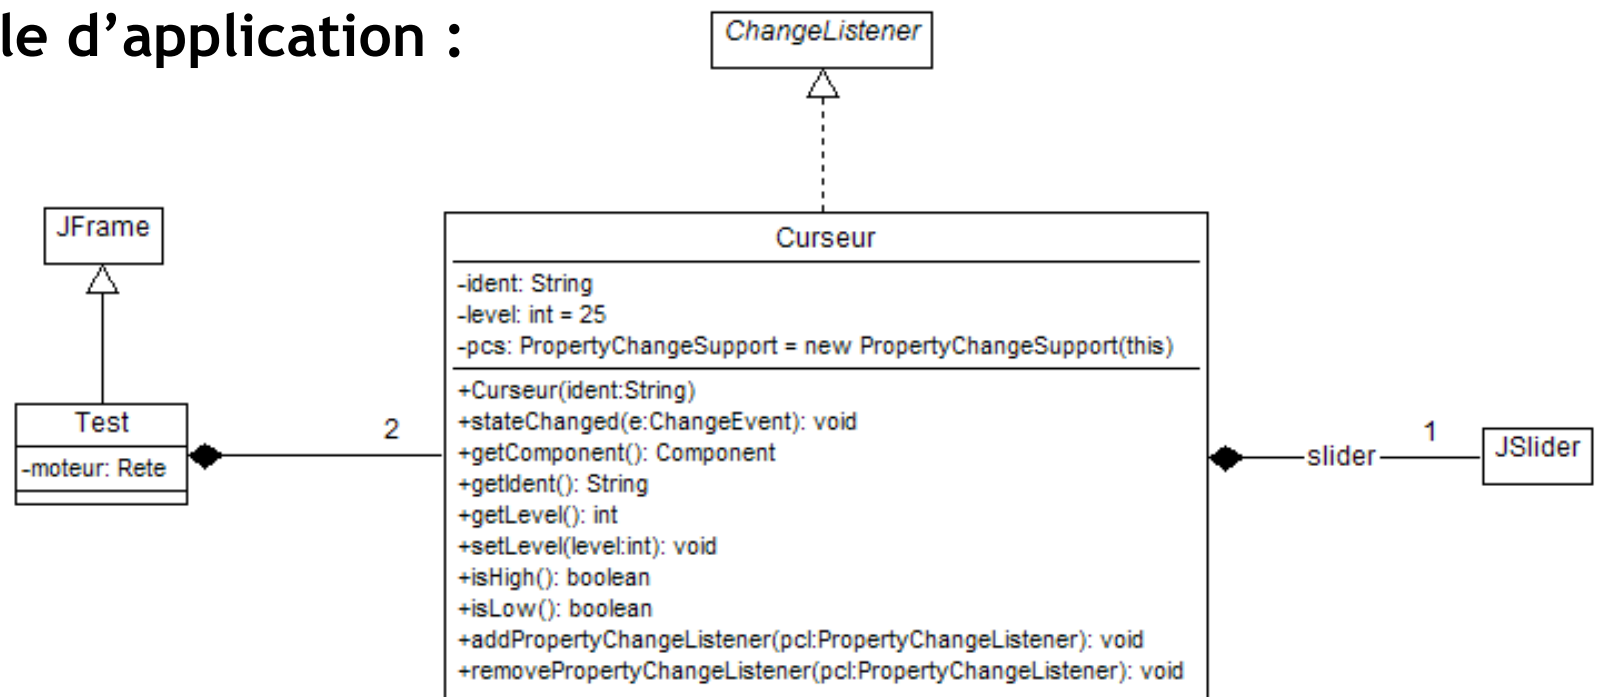 le d’application :
ChangeListener
JFrame
Curseur
-ident: String
-level: int = 25
-pcs: PropertyChangeSupport = new PropertyChangeSupport(this)
+Curseur(ident:String)
+stateChanged(e:ChangeEvent): void
+getComponent(): Component
+getIdent(): String
+getLevel(): int
+setLevel(level:int): void
+isHigh(): boolean
+isLow(): boolean
+addPropertyChangeListener(pcl:PropertyChangeListener): void
+removePropertyChangeListener(pcl:PropertyChangeListener): void
Test
-moteur: Rete
2
slider
1
JSlider